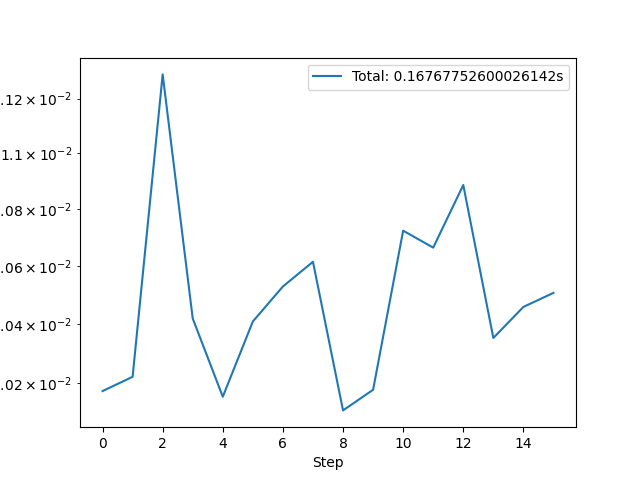 Total: 0.16767752600026142s
.12 × 10⁻²
1.1 × 10⁻²
.08 × 10⁻²
.06 × 10⁻²
.04 × 10⁻²
.02 × 10⁻²
0 2 4 6 8 10 12 14
Step